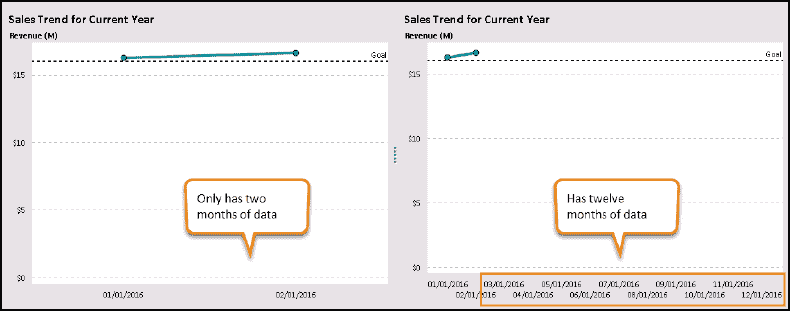 Sales Trend for Current Year
Revenue (M)
Goal
$15
$10
$5
$0
Only has two
months of data
01/01/2016
02/01/2016
Sales Trend for Current Year
Revenue (M)
Goal
$15
$10
$5
$0
Has twelve
months of data
01/01/2016 03/01/2016 05/01/2016 07/01/2016 09/01/2016 11/01/2016
02/01/2016 04/01/2016 06/01/2016 08/01/2016 10/01/2016 12/01/2016